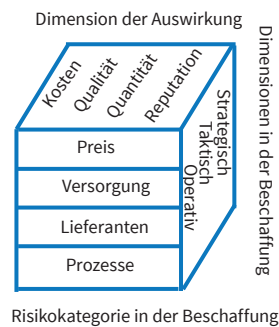 Dimension der Auswirkung
Kosten
Qualität
Quantität
Reputation
Strategisch
Taktisch
Operativ
Dimensionen in der Beschaffung
Preis
Versorgung
Lieferanten
Prozesse
Risikokategorie in der Beschaffung